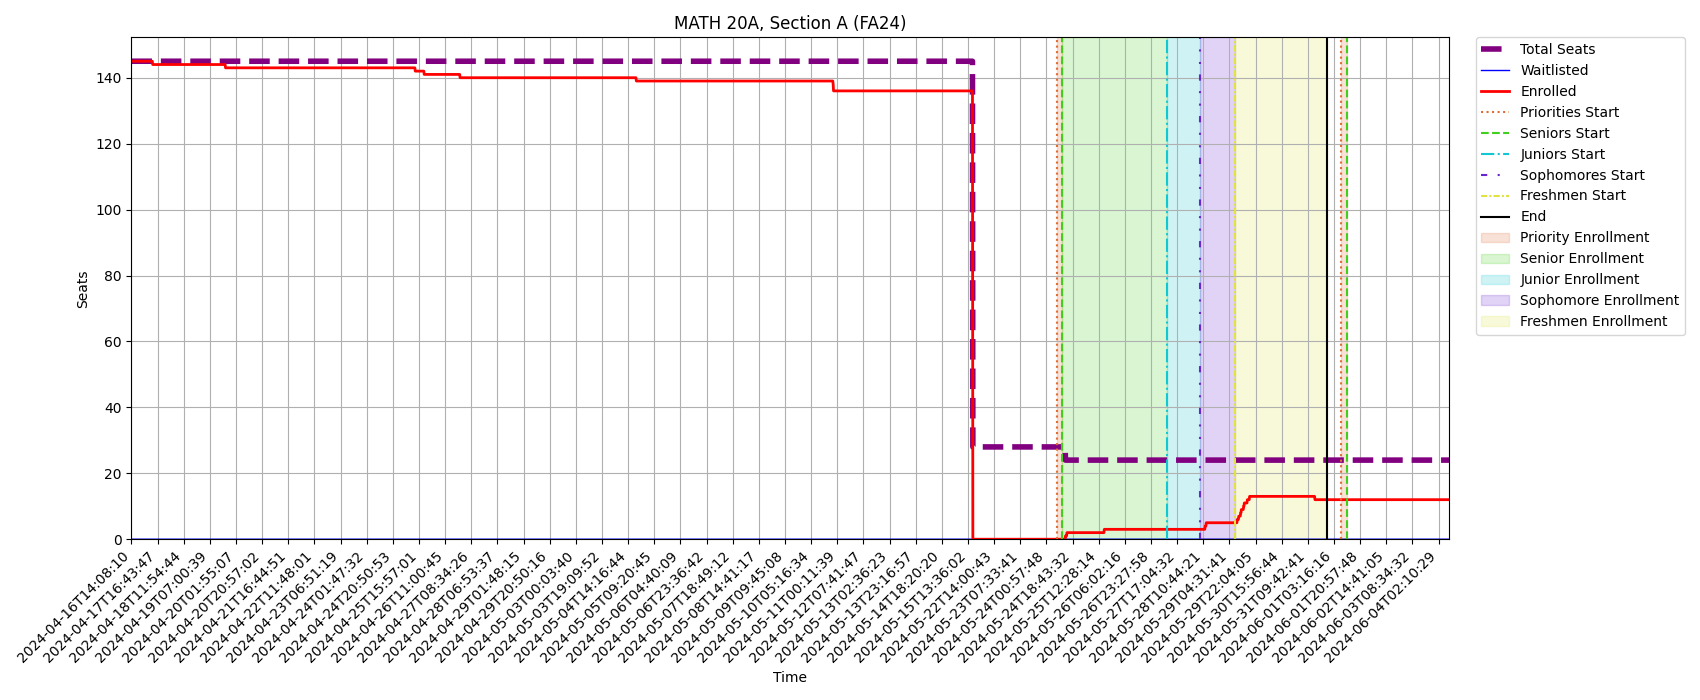 MATH 20A, Section A (FA24)
Seats
140
120
100
80
60
40
20
0
2024-04-16T14:08:10
2024-04-17T16:43:47
2024-04-18T11:54:44
2024-04-19T07:00:39
2024-04-20T01:55:07
2024-04-20T20:57:02
2024-04-21T16:44:51
2024-04-22T11:48:01
2024-04-23T06:51:19
2024-04-24T01:47:32
2024-04-24T20:50:53
2024-04-25T15:57:01
2024-04-26T11:00:45
2024-04-27T08:34:26
2024-04-28T06:53:37
2024-04-29T01:48:15
2024-04-29T20:50:16
2024-05-03T00:03:40
2024-05-03T19:09:52
2024-05-04T14:16:44
2024-05-05T09:20:45
2024-05-06T04:40:09
2024-05-06T23:36:42
2024-05-07T18:49:12
2024-05-08T14:41:17
2024-05-09T09:45:08
2024-05-10T05:16:34
2024-05-11T00:11:39
2024-05-12T07:41:47
2024-05-13T02:36:23
2024-05-13T23:16:57
2024-05-14T18:20:20
2024-05-15T13:36:02
2024-05-22T14:00:43
2024-05-23T07:33:41
2024-05-24T00:57:48
2024-05-24T18:43:32
2024-05-25T12:28:14
2024-05-26T06:02:16
2024-05-26T23:27:58
2024-05-27T17:04:32
2024-05-28T10:44:21
2024-05-29T04:31:41
2024-05-29T22:04:05
2024-05-30T15:56:44
2024-05-31T09:42:41
2024-06-01T03:16:16
2024-06-01T20:57:48
2024-06-02T14:41:05
2024-06-03T08:34:32
2024-06-04T02:10:29
Time
Total Seats
Waitlisted
Enrolled
Priorities Start
Seniors Start
Juniors Start
Sophomores Start
Freshmen Start
End
Priority Enrollment
Senior Enrollment
Junior Enrollment
Sophomore Enrollment
Freshmen Enrollment